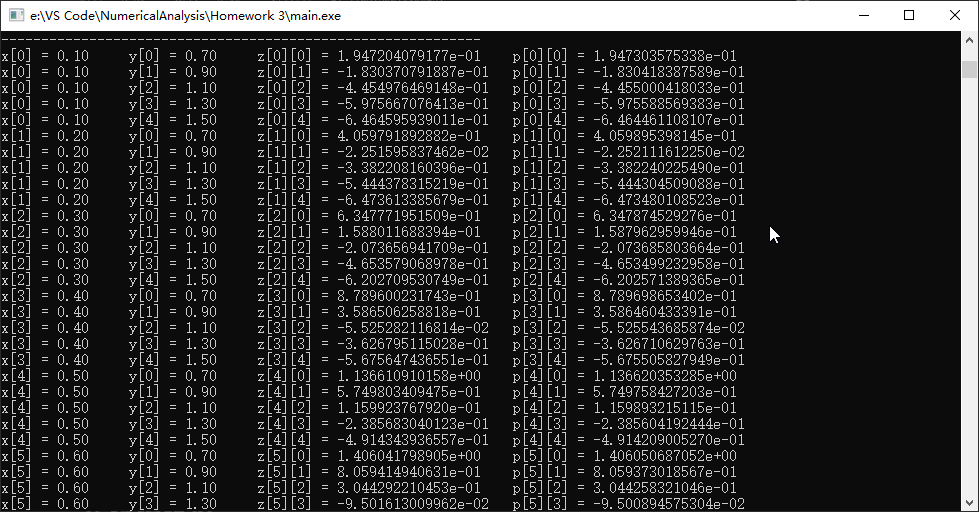 e:\VS Code\NumericalAnalysis\Homework 3\main.exe
------------------------------------------------------------
x[0] = 0.10     y[0] = 0.70     z[0][0] = 1.947204079177e-01    p[0][0] = 1.947303575338e-01
x[0] = 0.10     y[1] = 0.90     z[0][1] = -1.830370791887e-01   p[0][1] = -1.830418387589e-01
x[0] = 0.10     y[2] = 1.10     z[0][2] = -4.454976469148e-01   p[0][2] = -4.455000418033e-01
x[0] = 0.10     y[3] = 1.30     z[0][3] = -5.975667076413e-01   p[0][3] = -5.975588569383e-01
x[0] = 0.10     y[4] = 1.50     z[0][4] = -6.464595939011e-01   p[0][4] = -6.464461108107e-01
x[1] = 0.20     y[0] = 0.70     z[1][0] = 4.059791892882e-01    p[1][0] = 4.059895398145e-01
x[1] = 0.20     y[1] = 0.90     z[1][1] = -2.251595837462e-02   p[1][1] = -2.252111612250e-02
x[1] = 0.20     y[2] = 1.10     z[1][2] = -3.382208160396e-01   p[1][2] = -3.382240225490e-01
x[1] = 0.20     y[3] = 1.30     z[1][3] = -5.444378315219e-01   p[1][3] = -5.444304509088e-01
x[1] = 0.20     y[4] = 1.50     z[1][4] = -6.473613385679e-01   p[1][4] = -6.473480108523e-01
x[2] = 0.30     y[0] = 0.70     z[2][0] = 6.347771951509e-01    p[2][0] = 6.347874529276e-01
x[2] = 0.30     y[1] = 0.90     z[2][1] = 1.588011688394e-01    p[2][1] = 1.587962959946e-01
x[2] = 0.30     y[2] = 1.10     z[2][2] = -2.073656941709e-01   p[2][2] = -2.073685803664e-01
x[2] = 0.30     y[3] = 1.30     z[2][3] = -4.653579068978e-01   p[2][3] = -4.653499232958e-01
x[2] = 0.30     y[4] = 1.50     z[2][4] = -6.202709530749e-01   p[2][4] = -6.202571389365e-01
x[3] = 0.40     y[0] = 0.70     z[3][0] = 8.789600231743e-01    p[3][0] = 8.789698653402e-01
x[3] = 0.40     y[1] = 0.90     z[3][1] = 3.586506258818e-01    p[3][1] = 3.586460433391e-01
x[3] = 0.40     y[2] = 1.10     z[3][2] = -5.525282116814e-02   p[3][2] = -5.525543685874e-02
x[3] = 0.40     y[3] = 1.30     z[3][3] = -3.626795115028e-01   p[3][3] = -3.626710629763e-01
x[3] = 0.40     y[4] = 1.50     z[3][4] = -5.675647436551e-01   p[3][4] = -5.675505827949e-01
x[4] = 0.50     y[0] = 0.70     z[4][0] = 1.136610910158e+00    p[4][0] = 1.136620353285e+00
x[4] = 0.50     y[1] = 0.90     z[4][1] = 5.749803409475e-01    p[4][1] = 5.749758427203e-01
x[4] = 0.50     y[2] = 1.10     z[4][2] = 1.159923767920e-01    p[4][2] = 1.159893215115e-01
x[4] = 0.50     y[3] = 1.30     z[4][3] = -2.385683040123e-01   p[4][3] = -2.385604192444e-01
x[4] = 0.50     y[4] = 1.50     z[4][4] = -4.914343936557e-01   p[4][4] = -4.914209005270e-01
x[5] = 0.60     y[0] = 0.70     z[5][0] = 1.406041798905e+00    p[5][0] = 1.406050687052e+00
x[5] = 0.60     y[1] = 0.90     z[5][1] = 8.059414940631e-01    p[5][1] = 8.059373018567e-01
x[5] = 0.60     y[2] = 1.10     z[5][2] = 3.044292210453e-01    p[5][2] = 3.044258321046e-01
x[5] = 0.60     y[3] = 1.30     z[5][3] = -9.501613009962e-02   p[5][3] = -9.500894575304e-02